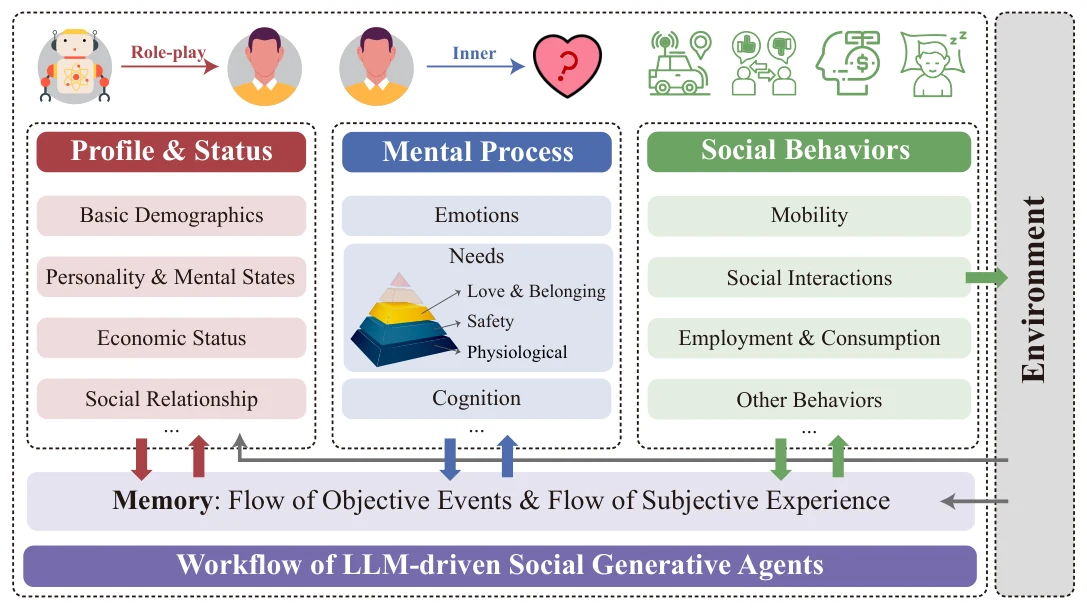 Role-play
Inner
?
$
z z z
Profile & Status
Basic Demographics
Personality & Mental States
Economic Status
Social Relationship
...
Mental Process
Emotions
Needs
Love & Belonging
Safety
Physiological
Cognition
...
Social Behaviors
Mobility
Social Interactions
Employment & Consumption
Other Behaviors
...
Environment
Memory: Flow of Objective Events & Flow of Subjective Experience
Workflow of LLM-driven Social Generative Agents